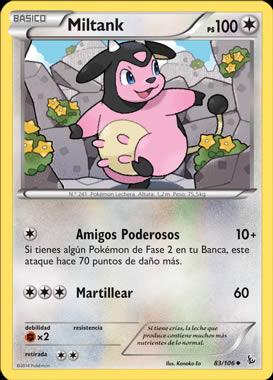 BÁSICO
Miltank
PS100
N.º 241 Pokémon Lechera Altura: 1,2 m. Peso: 75,5kg
Amigos Poderosos 10+
Si tienes algún Pokémon de Fase 2 en tu Banca, este
ataque hace 70 puntos de daño más.
Martillear 60
debilidad resistencia
×2
retirada
Si tiene crías, la leche que
produce contiene muchos más
nutrientes de lo normal.
Ilus. Kanako Eo 83/106
©2014 Pokémon